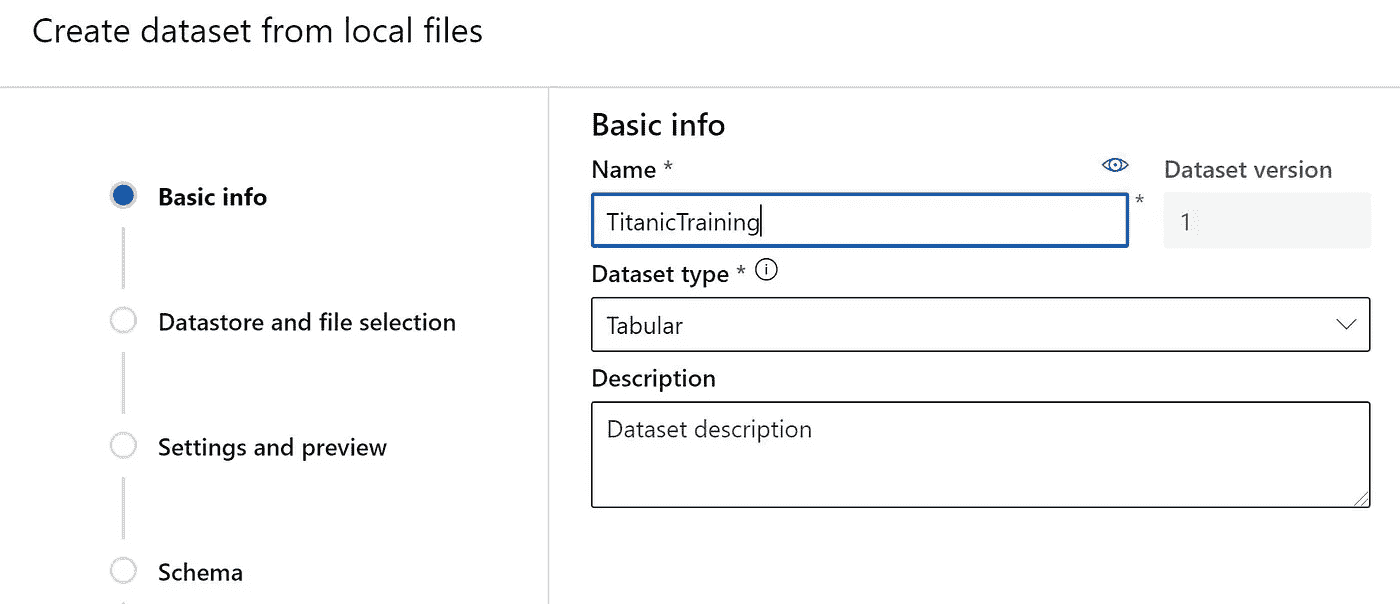 Create dataset from local files
Basic info
Datastore and file selection
Settings and preview
Schema
Basic info
Name *
Dataset version
TitanicTraining
*
1
Dataset type *
Tabular
Description
Dataset description